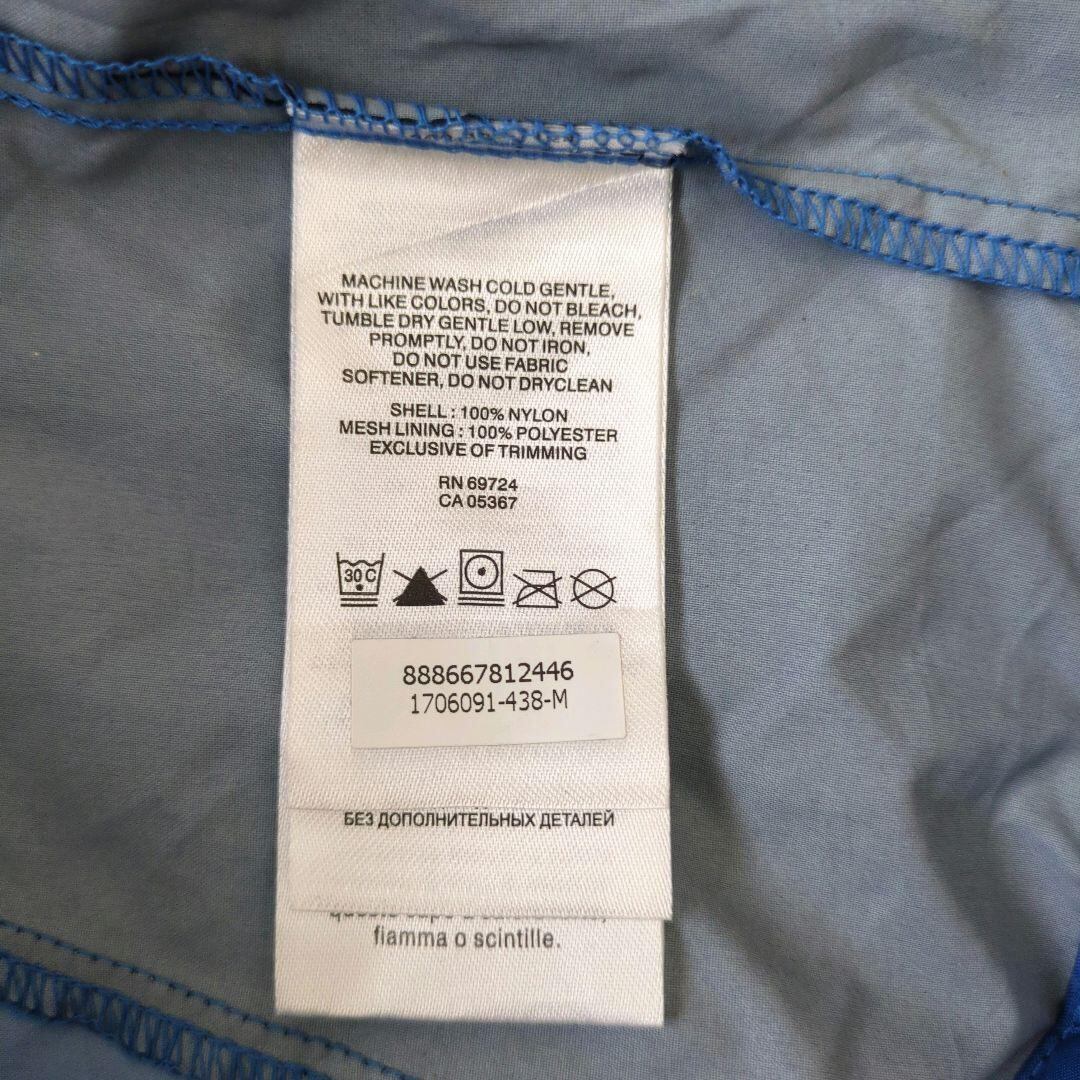 MACHINE WASH COLD GENTLE,
WITH LIKE COLORS, DO NOT BLEACH,
TUMBLE DRY GENTLE LOW, REMOVE
PROMPTLY, DO NOT IRON,
DO NOT USE FABRIC
SOFTENER, DO NOT DRYCLEAN
SHELL : 100% NYLON
MESH LINING : 100% POLYESTER
EXCLUSIVE OF TRIMMING
RN 69724
CA 05367
30 C
888667812446
1706091-438-M
БЕЗ ДОПОЛНИТЕЛЬНЫХ ДЕТАЛЕЙ
fiamma o scintille.